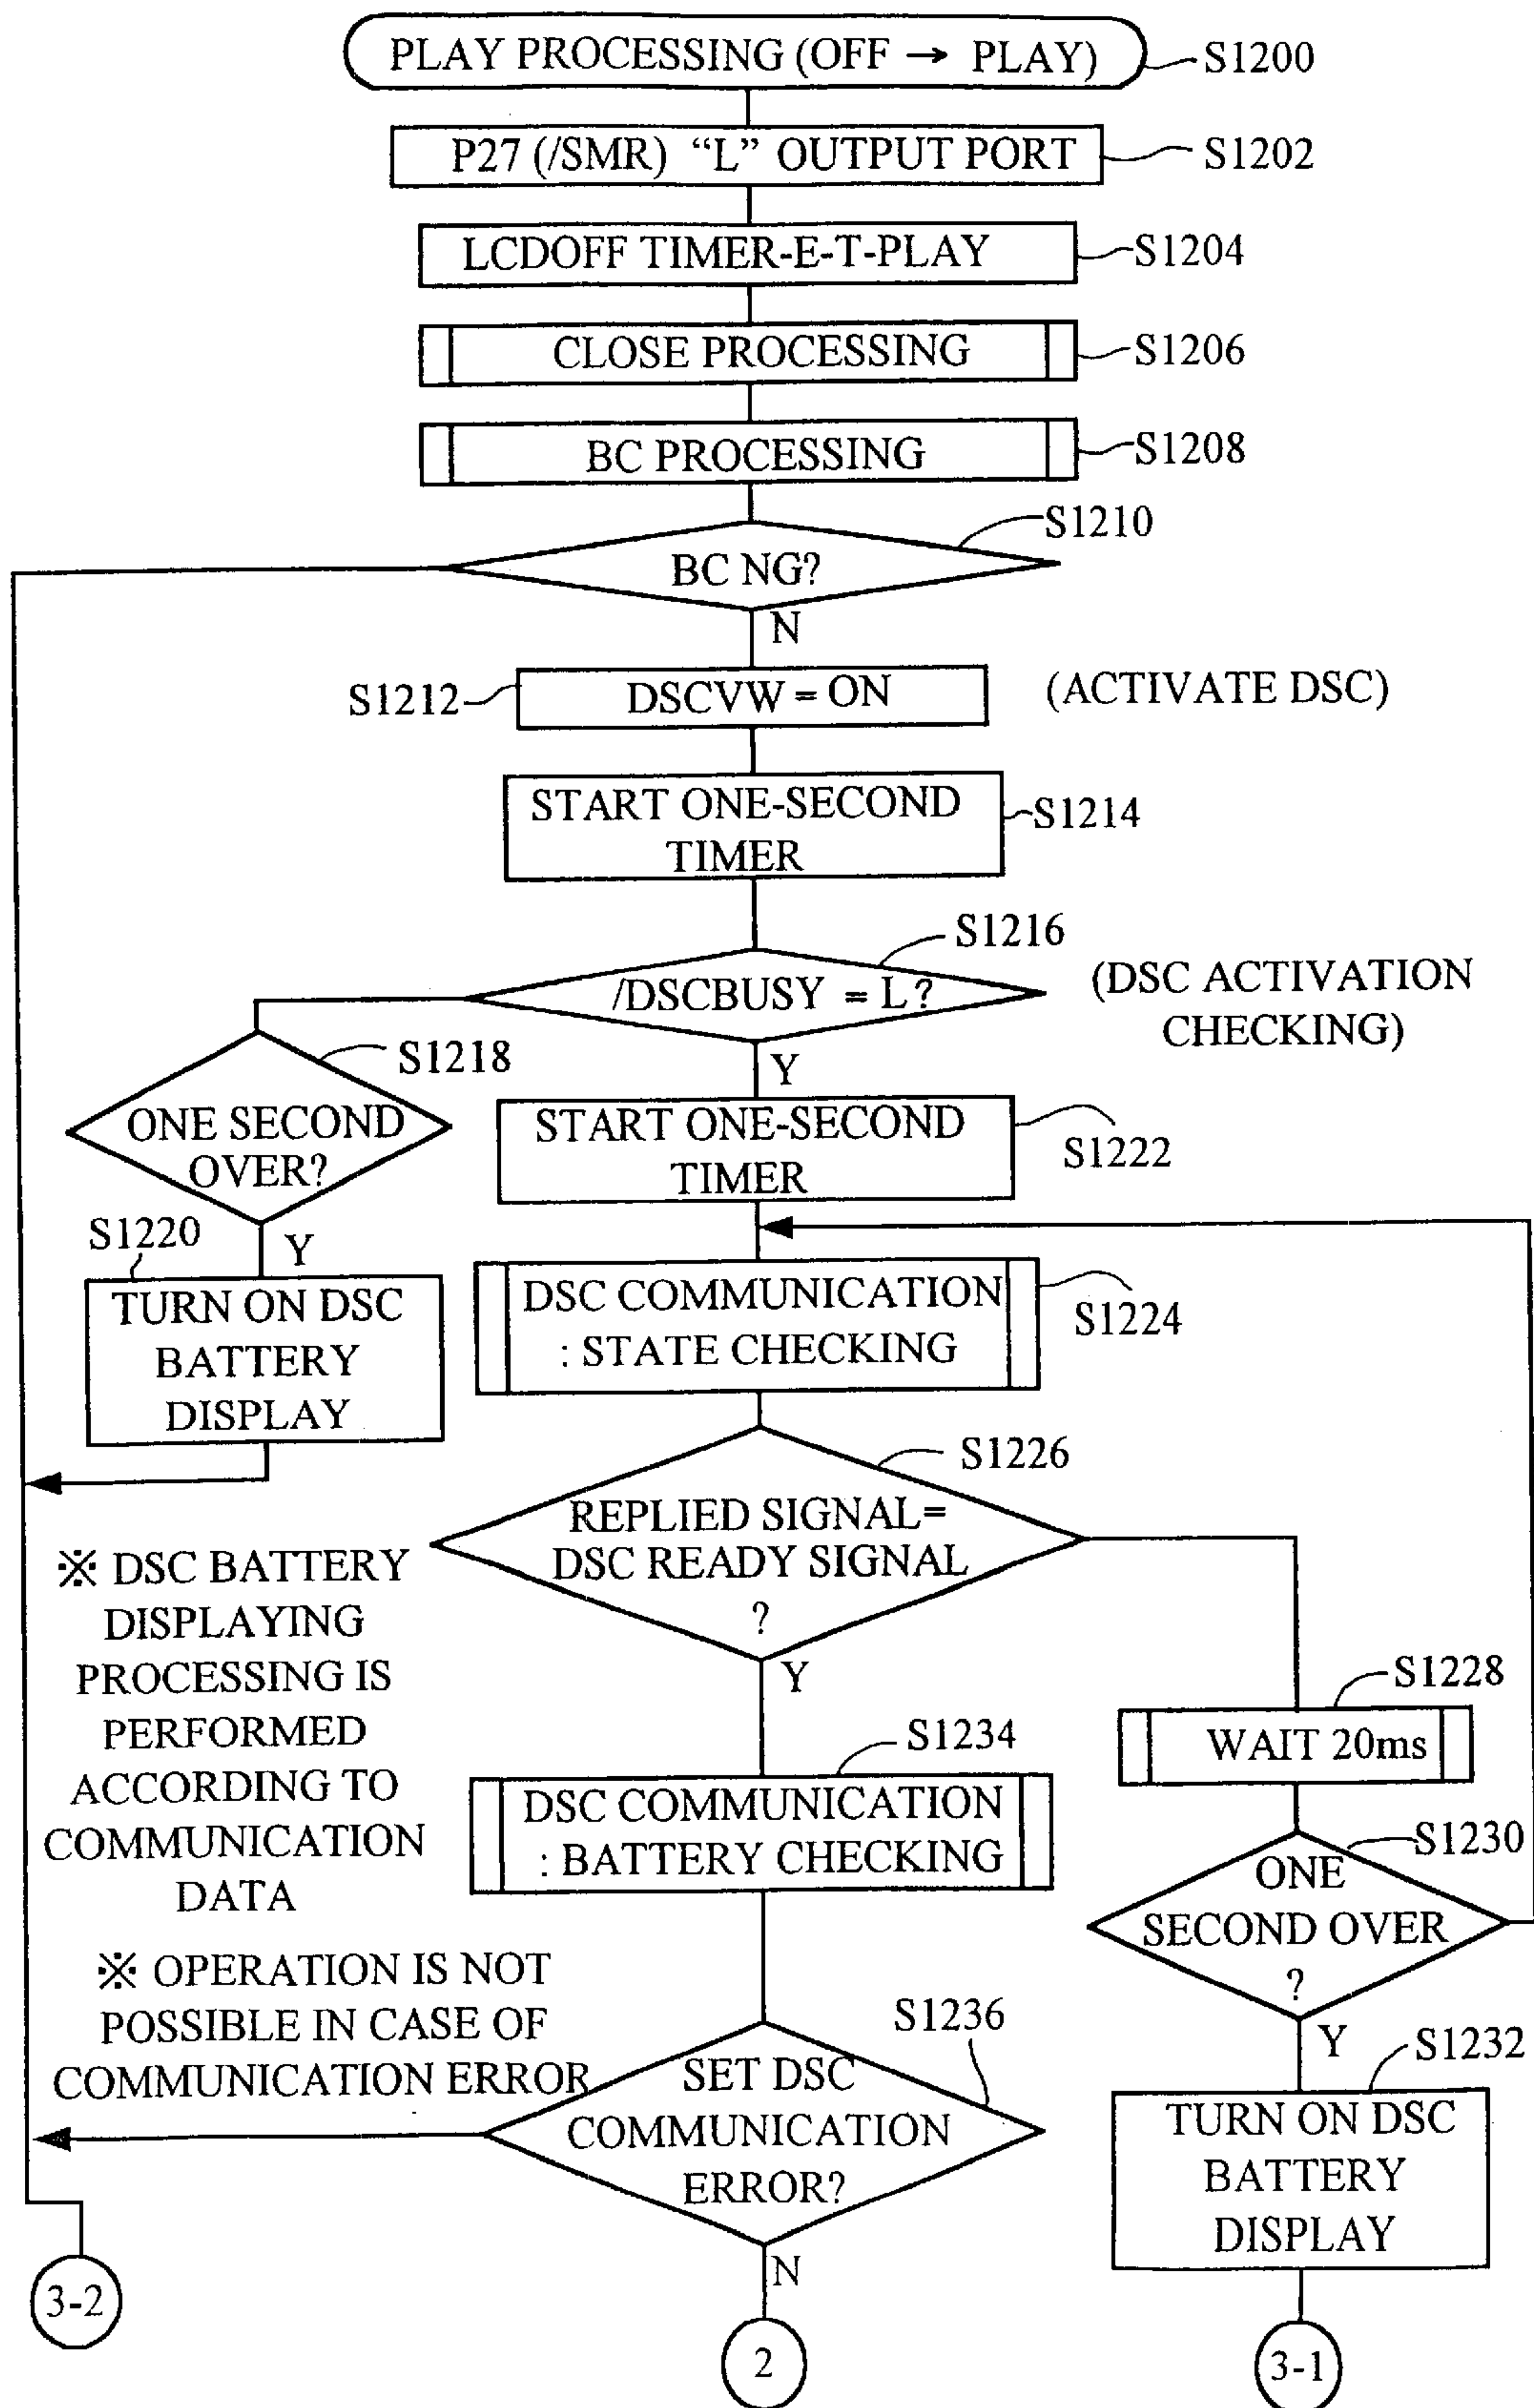 PLAY PROCESSING (OFF → PLAY)
S1200
P27 (/SMR) “L” OUTPUT PORT
S1202
LCDOFF TIMER-E-T-PLAY
S1204
CLOSE PROCESSING
S1206
BC PROCESSING
S1208
S1210
BC NG?
N
S1212
DSCVW = ON
(ACTIVATE DSC)
START ONE-SECOND
TIMER
S1214
S1216
/DSCBUSY = L?
(DSC ACTIVATION
CHECKING)
S1218
ONE SECOND
OVER?
Y
Y
START ONE-SECOND
TIMER
S1222
S1220
TURN ON DSC
BATTERY
DISPLAY
DSC COMMUNICATION
: STATE CHECKING
S1224
S1226
REPLIED SIGNAL=
DSC READY SIGNAL
?
Y
※ DSC BATTERY
DISPLAYING
PROCESSING IS
PERFORMED
ACCORDING TO
COMMUNICATION
DATA
S1228
WAIT 20ms
S1234
DSC COMMUNICATION
: BATTERY CHECKING
S1230
ONE
SECOND OVER
?
Y
※ OPERATION IS NOT
POSSIBLE IN CASE OF
COMMUNICATION ERROR
S1236
SET DSC
COMMUNICATION
ERROR?
N
S1232
TURN ON DSC
BATTERY
DISPLAY
3-2
2
3-1